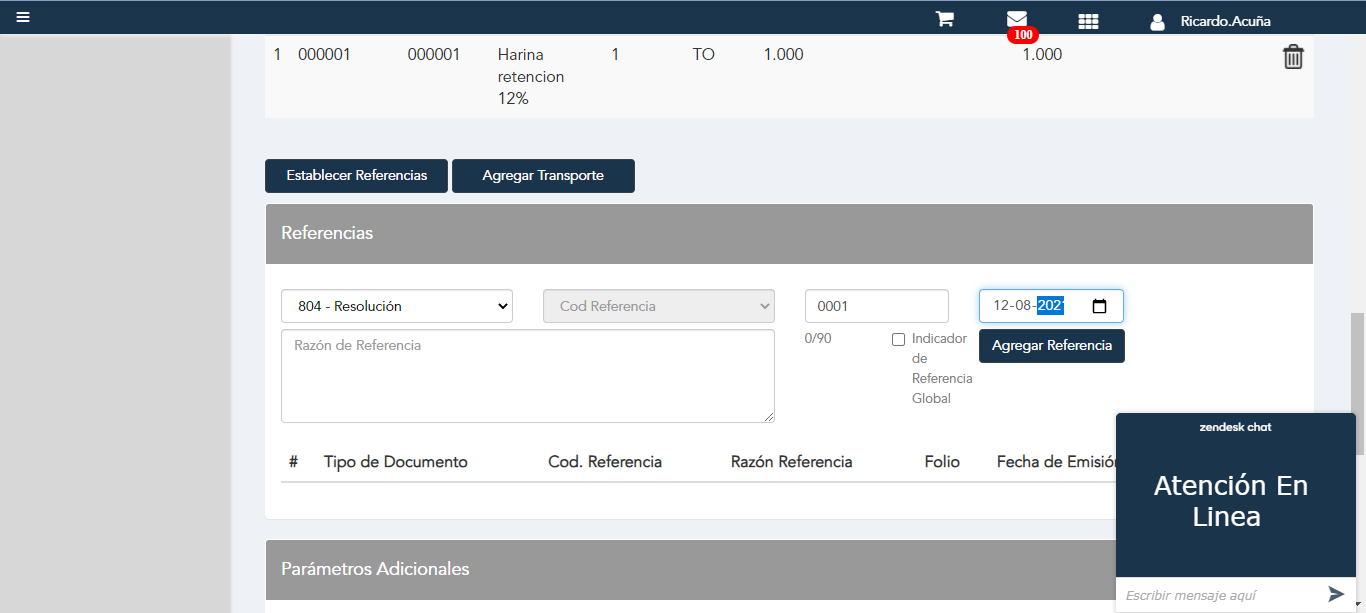 Ricardo.Acuña
100
1 000001 000001 Harina 1 TO 1.000 1.000
retencion
12%
Establecer Referencias Agregar Transporte
Referencias
804 - Resolución Cod Referencia 0001 12-08-2021
Razón de Referencia 0/90 Indicador Agregar Referencia
de
Referencia
Global
# Tipo de Documento Cod. Referencia Razón Referencia Folio Fecha de Emisión
Parámetros Adicionales
zendesk chat
Atención En
Linea
Escribir mensaje aquí